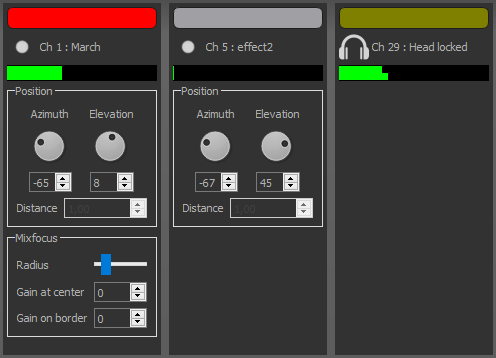 Ch 1 : March
Position
Azimuth Elevation
-65 8
Distance 1,00
Mixfocus
Radius
Gain at center 0
Gain on border 0
Ch 5 : effect2
Position
Azimuth Elevation
-67 45
Distance 1,00
Ch 29 : Head locked